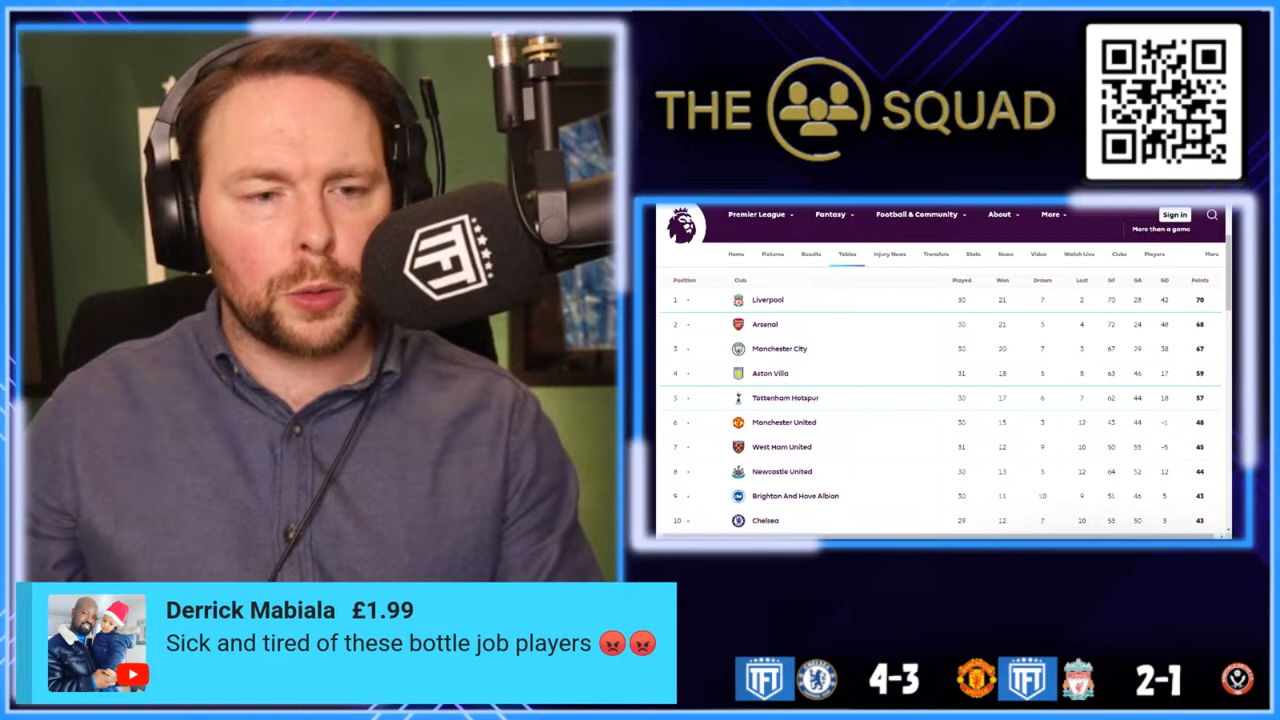 THE SQUAD
TFT
Premier League Fantasy Football & Community About More Sign in
More than a game
Home Fixtures Results Tables Injury News Transfers Stats News Video Watch Live Clubs Players More
Position Club Played Won Drawn Lost GF GA GD Points
1 Liverpool 30 21 7 2 70 28 42 70
2 Arsenal 30 21 5 4 72 24 48 68
3 Manchester City 30 20 7 3 67 29 38 67
4 Aston Villa 31 18 5 8 63 46 17 59
5 Tottenham Hotspur 30 17 6 7 62 44 18 57
6 Manchester United 30 15 3 12 43 44 -1 48
7 West Ham United 31 12 9 10 50 55 -5 45
8 Newcastle United 30 13 5 12 64 52 12 44
9 Brighton And Hove Albion 30 11 10 9 51 46 5 43
10 Chelsea 29 12 7 10 53 50 3 43
Derrick Mabiala £1.99
Sick and tired of these bottle job players 😡😡
TFT 4-3 TFT 2-1